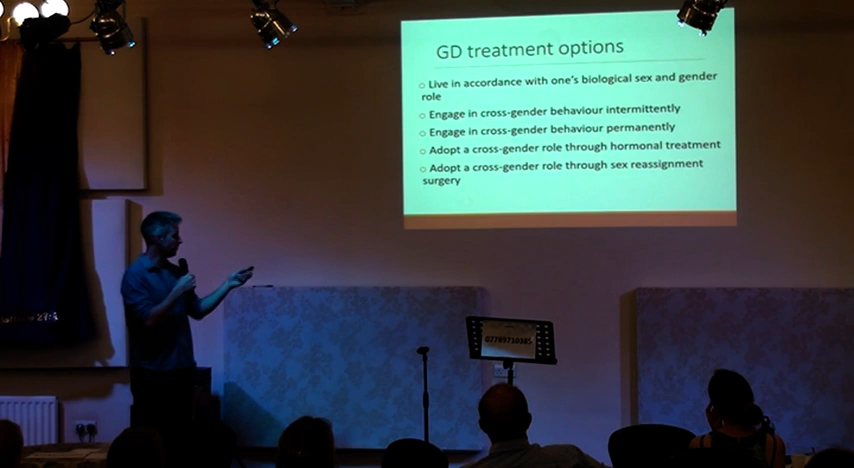 GD treatment options
○ Live in accordance with one's biological sex and gender
role
○ Engage in cross-gender behaviour intermittently
○ Engage in cross-gender behaviour permanently
○ Adopt a cross-gender role through hormonal treatment
○ Adopt a cross-gender role through sex reassignment
surgery
07789710385